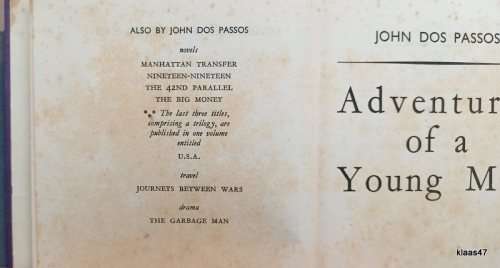 ALSO BY JOHN DOS PASSOS
novels
MANHATTAN TRANSFER
NINETEEN-NINETEEN
THE 42ND PARALLEL
THE BIG MONEY
⁂ The last three titles,
comprising a trilogy, are
published in one volume
entitled
U.S.A.
travel
JOURNEYS BETWEEN WARS
drama
THE GARBAGE MAN
JOHN DOS PASSOS
Adventur
of a
Young M
klaas47